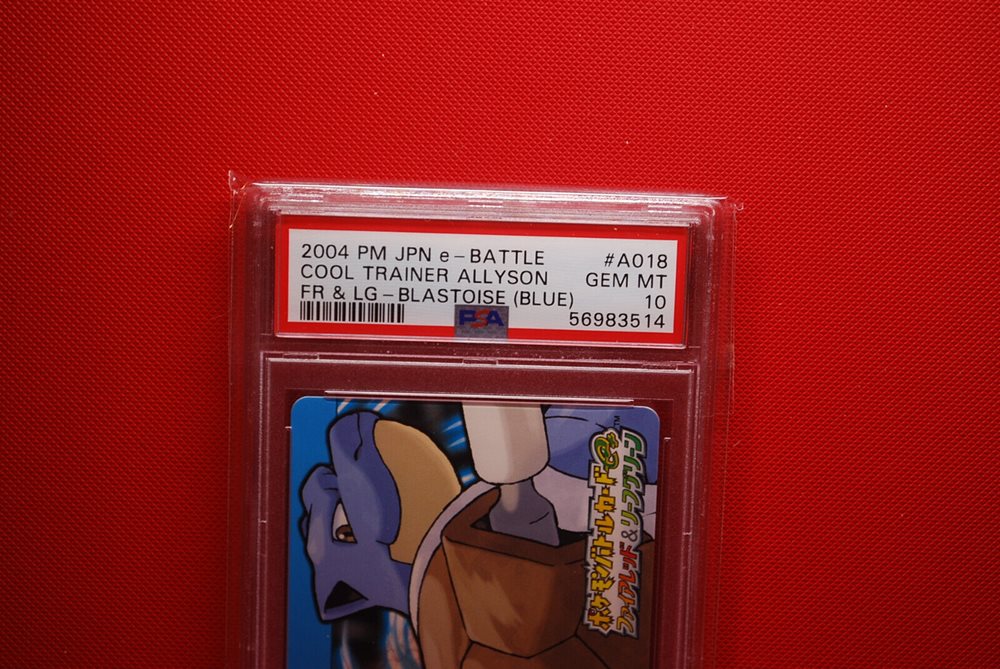 2004 PM JPN e-BATTLE #A018
COOL TRAINER ALLYSON GEM MT
FR & LG-BLASTOISE (BLUE) 10
PSA 56983514
ポケモンバトルカードe+™
ファイアレッド&リーフグリーン